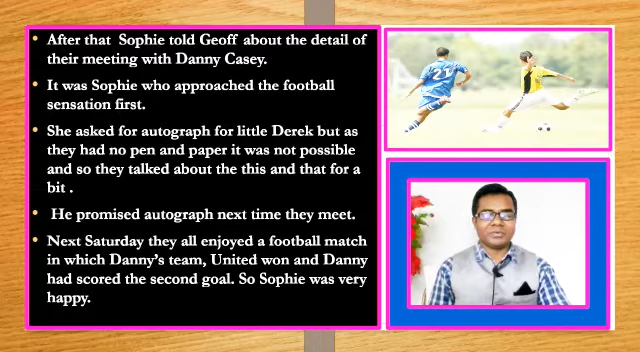 After that Sophie told Geoff about the detail of
their meeting with Danny Casey.
It was Sophie who approached the football
sensation first.
She asked for autograph for little Derek but as
they had no pen and paper it was not possible
and so they talked about the this and that for a
bit .
He promised autograph next time they meet.
Next Saturday they all enjoyed a football match
in which Danny's team, United won and Danny
had scored the second goal. So Sophie was very
happy.
21